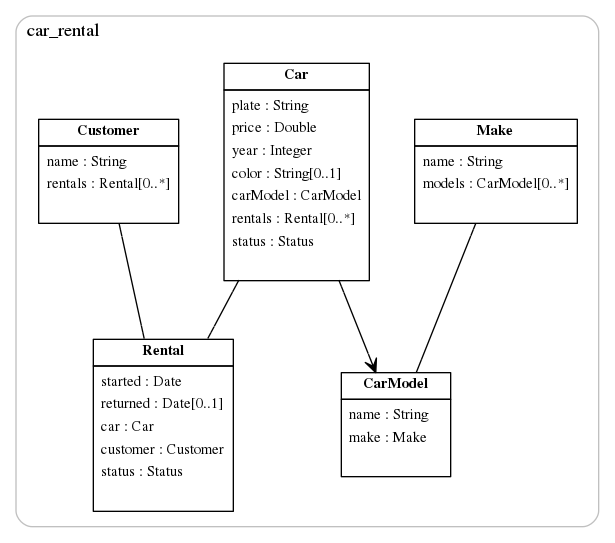 car_rental
Car
plate : String
price : Double
year : Integer
color : String[0..1]
carModel : CarModel
rentals : Rental[0..*]
status : Status
Customer
name : String
rentals : Rental[0..*]
Make
name : String
models : CarModel[0..*]
Rental
started : Date
returned : Date[0..1]
car : Car
customer : Customer
status : Status
CarModel
name : String
make : Make